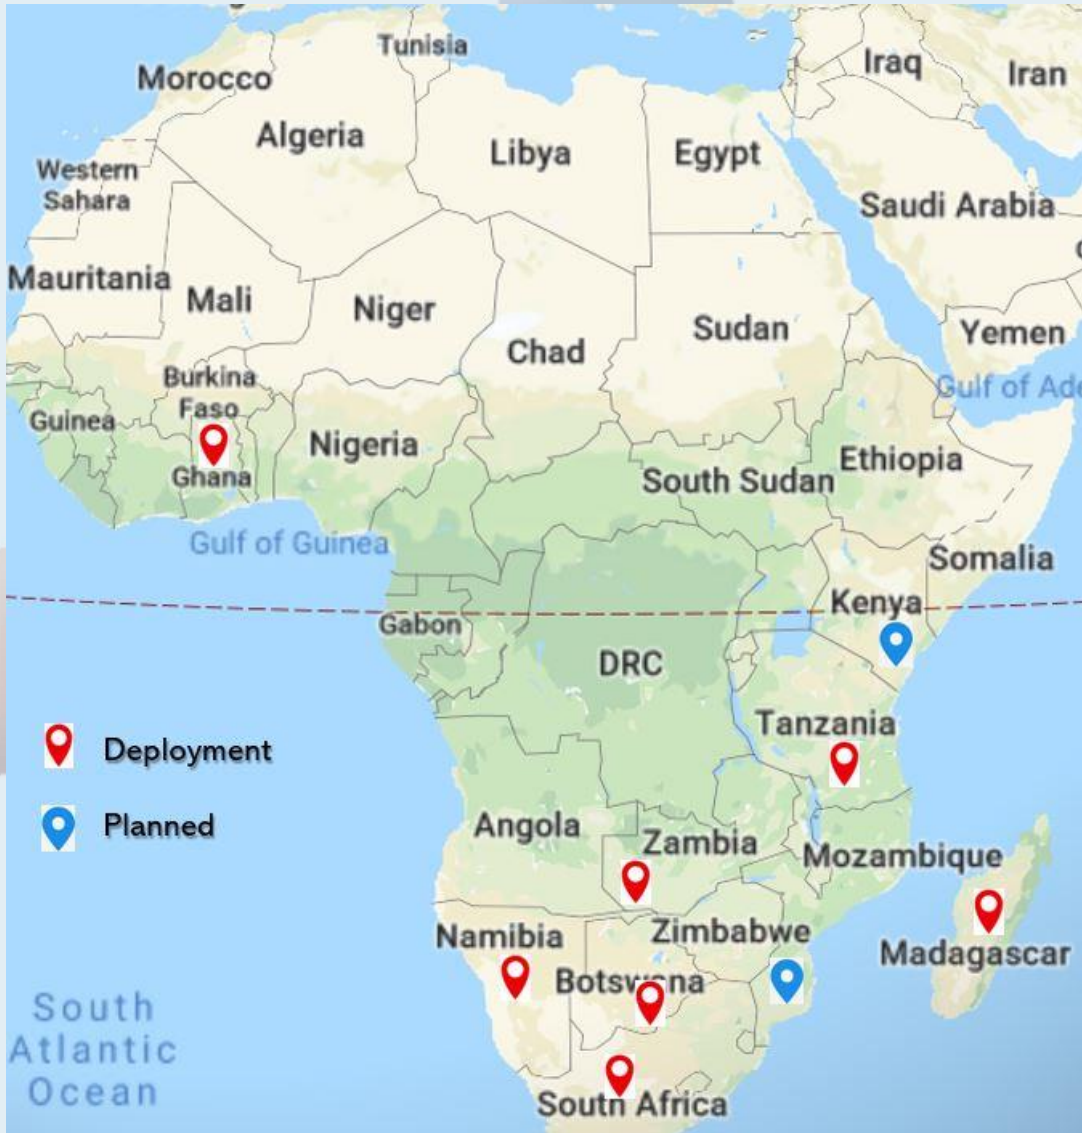 Tunisia
Morocco
Iraq
Iran
Algeria
Libya
Egypt
Western
Sahara
Saudi Arabia
Mauritania
Mali
Niger
Sudan
Yemen
Chad
Burkina
Faso
Gulf of Ade
Guinea
Nigeria
Ethiopia
Ghana
South Sudan
Gulf of Guinea
Somalia
Kenya
Gabon
DRC
Tanzania
Deployment
Planned
Angola
Zambia
Mozambique
Namibia
Zimbabwe
Madagascar
Botswana
South
Atlantic
Ocean
South Africa